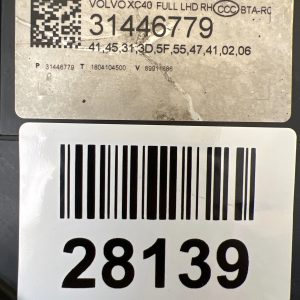 VOLVO XC40 FULL LHD RH CCC BTA-RC
31446779
41,45,31,3D,5F,55,47,41,02,06
P 31446779 T 1804104500 V 69911486
28139